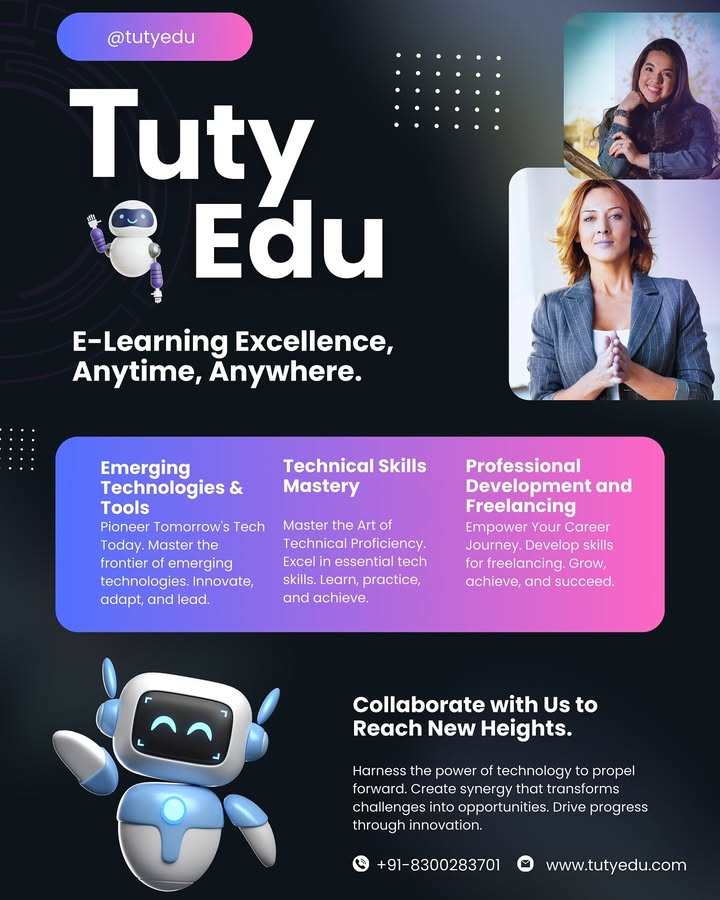 @tutyedu
Tuty
Edu
E-Learning Excellence,
Anytime, Anywhere.
Emerging
Technologies &
Tools
Pioneer Tomorrow's Tech
Today. Master the
frontier of emerging
technologies. Innovate,
adapt, and lead.
Technical Skills
Mastery
Master the Art of
Technical Proficiency.
Excel in essential tech
skills. Learn, practice,
and achieve.
Professional
Development and
Freelancing
Empower Your Career
Journey. Develop skills
for freelancing. Grow,
achieve, and succeed.
Collaborate with Us to
Reach New Heights.
Harness the power of technology to propel
forward. Create synergy that transforms
challenges into opportunities. Drive progress
through innovation.
+91-8300283701 www.tutyedu.com